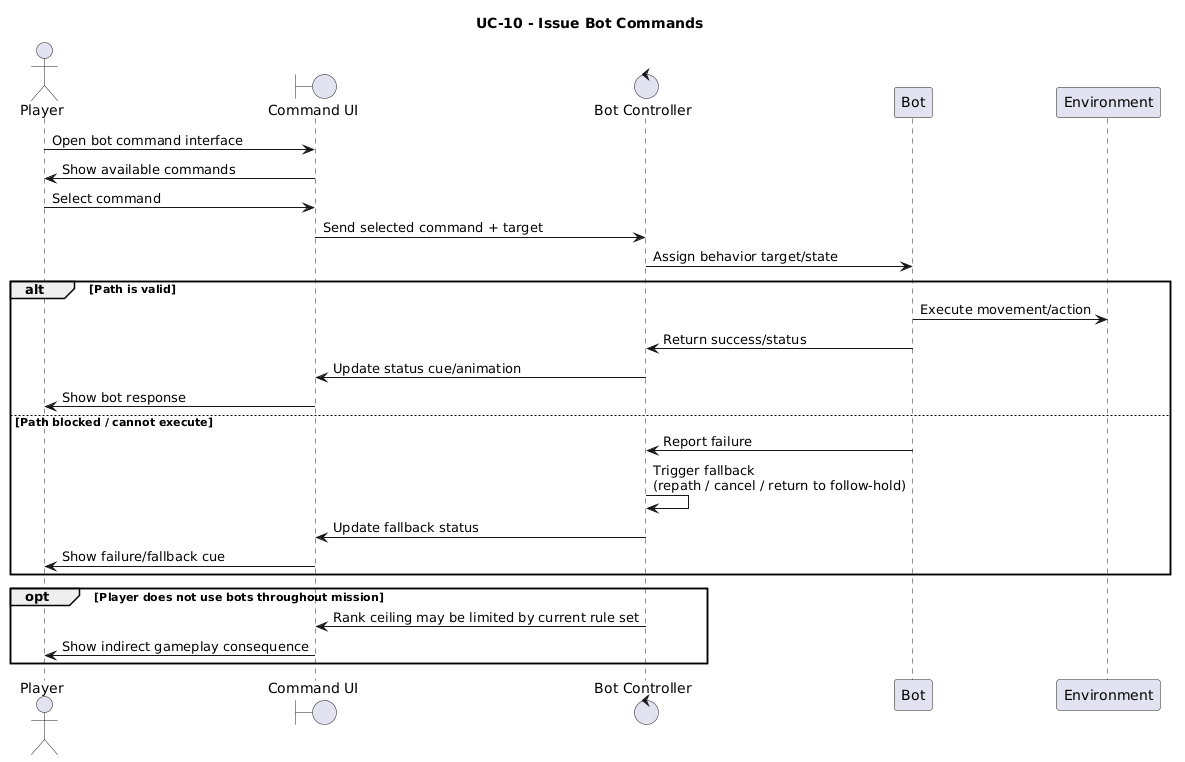 UC-10 - Issue Bot Commands
Player
Command UI
Bot Controller
Bot
Environment
Open bot command interface
Show available commands
Select command
Send selected command + target
Assign behavior target/state
alt
[Path is valid]
Execute movement/action
Return success/status
Update status cue/animation
Show bot response
[Path blocked / cannot execute]
Report failure
Trigger fallback
(repath / cancel / return to follow-hold)
Update fallback status
Show failure/fallback cue
opt
[Player does not use bots throughout mission]
Rank ceiling may be limited by current rule set
Show indirect gameplay consequence
Player
Command UI
Bot Controller
Bot
Environment